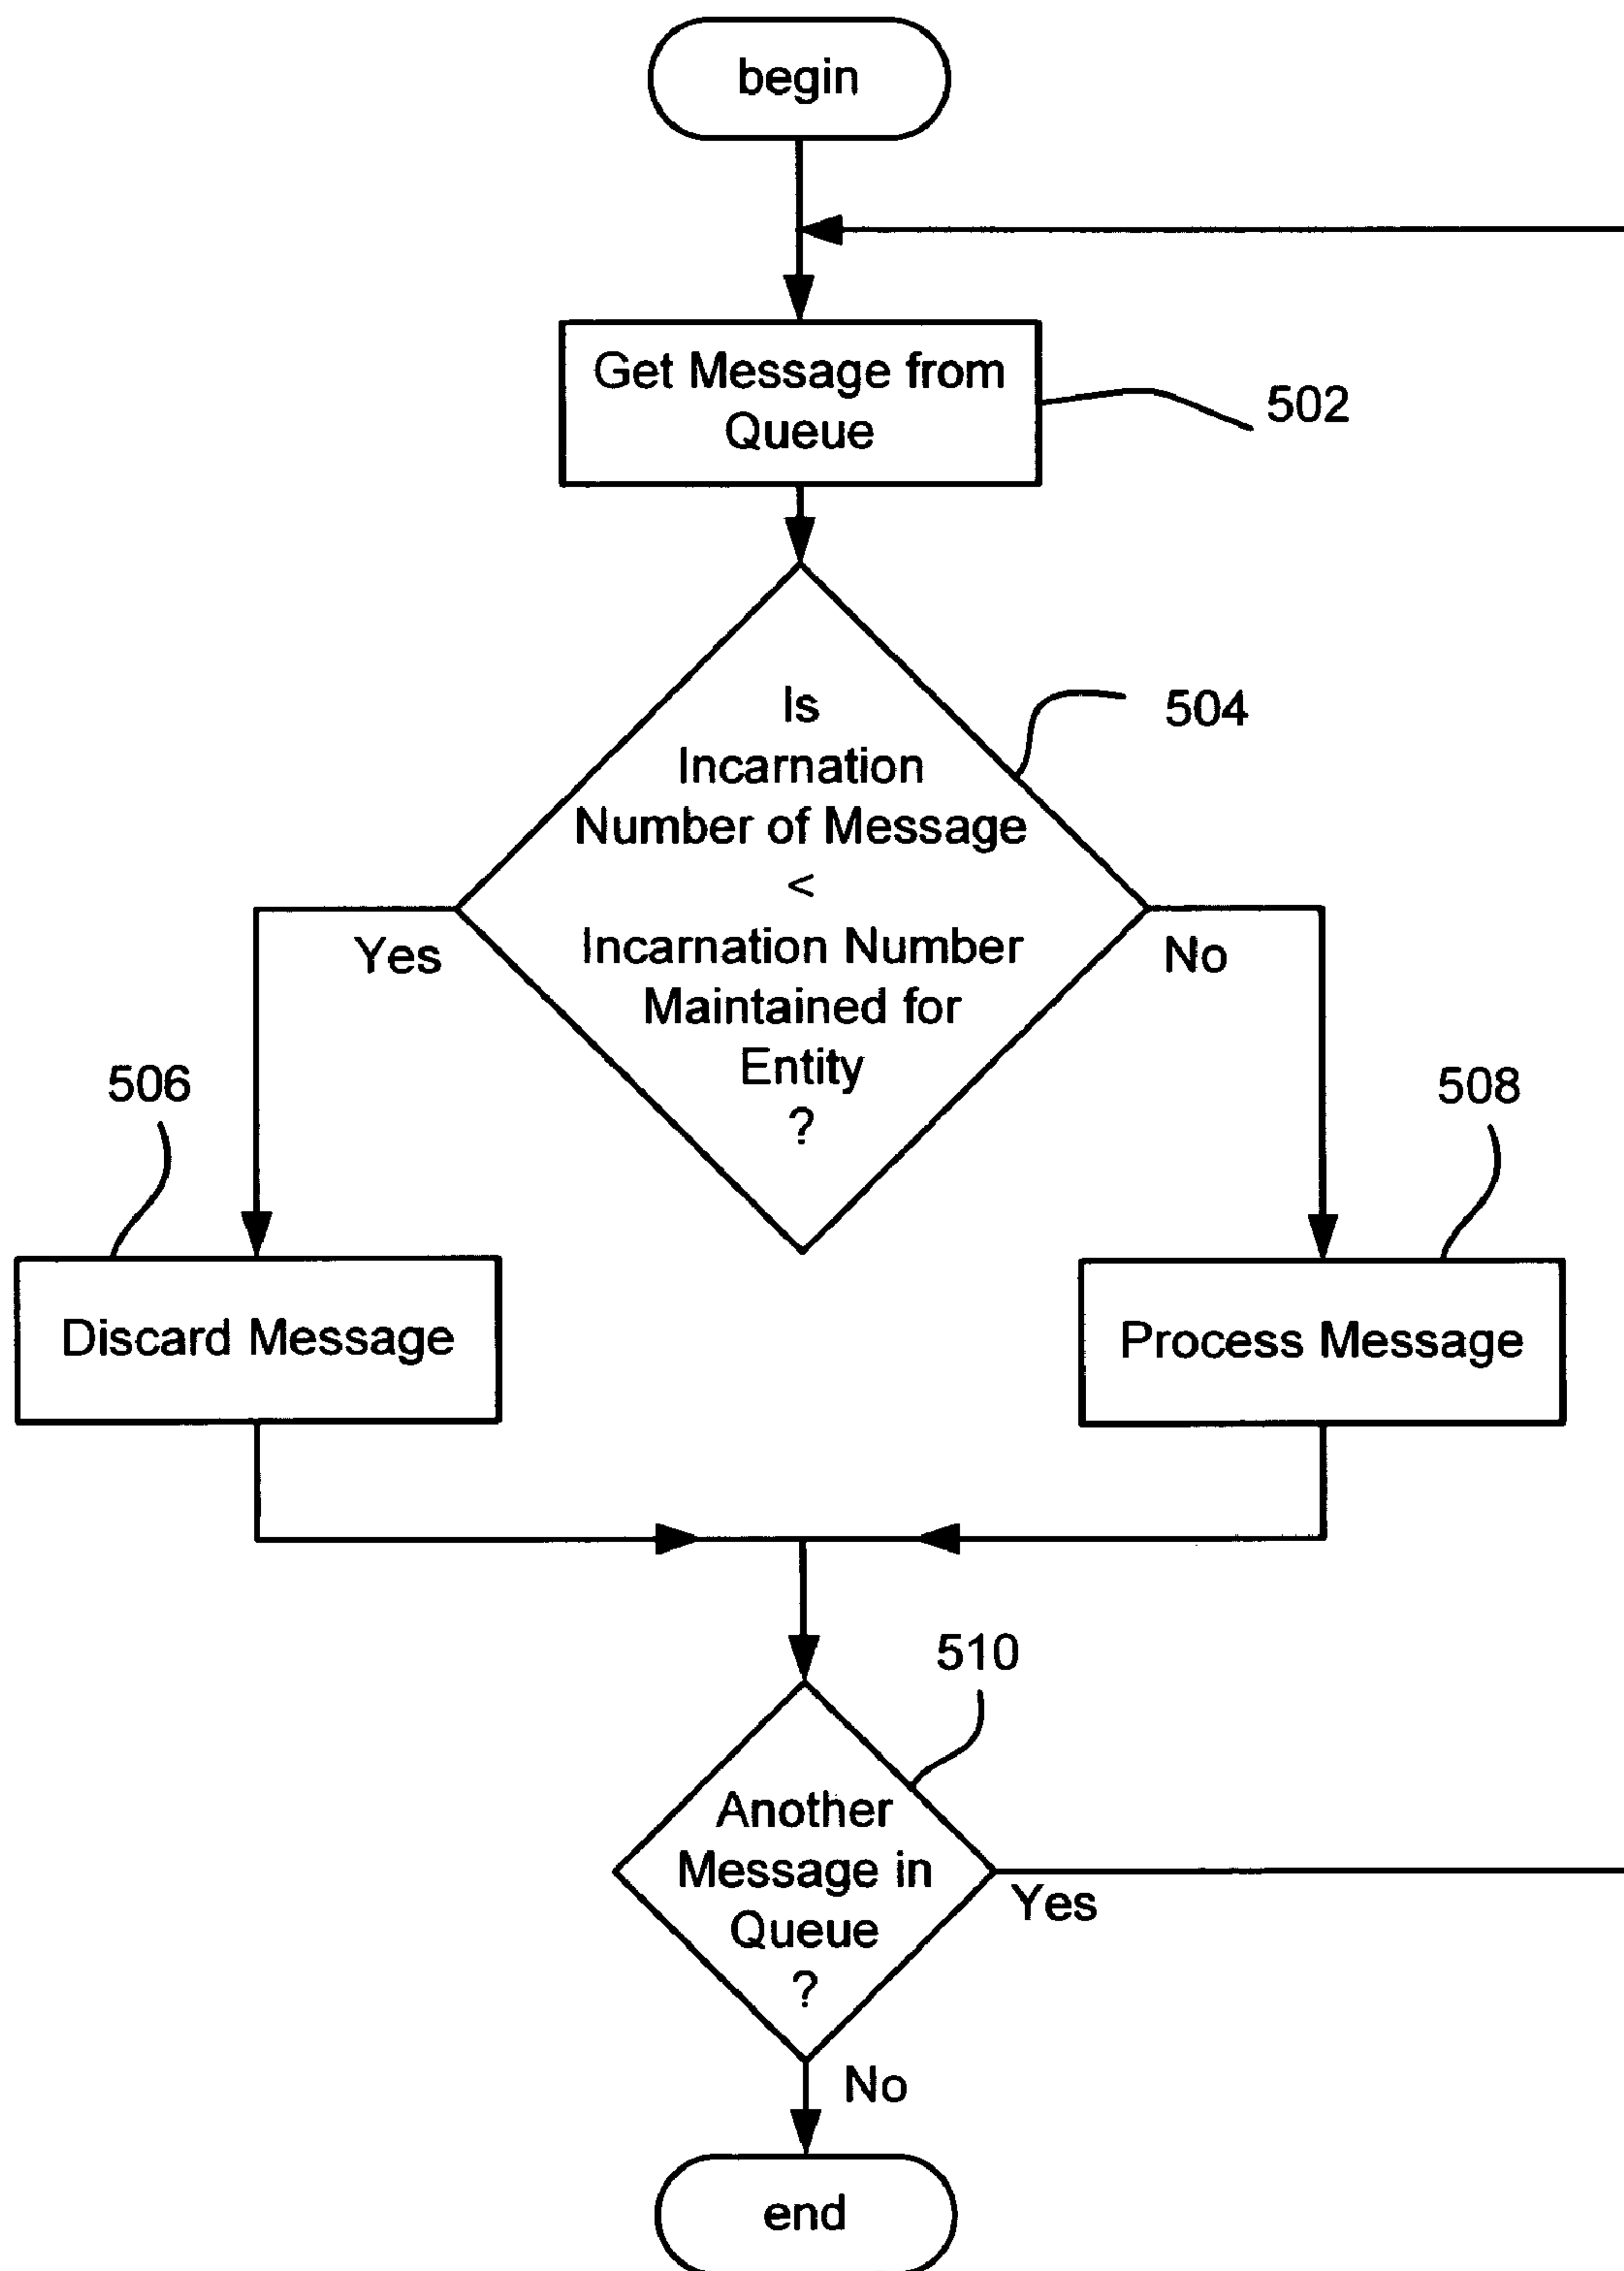 begin
Get Message from
Queue
502
Is
Incarnation
Number of Message
<
Incarnation Number
Maintained for
Entity
?
504
Yes
No
506
508
Discard Message
Process Message
510
Another
Message in
Queue
?
Yes
No
end